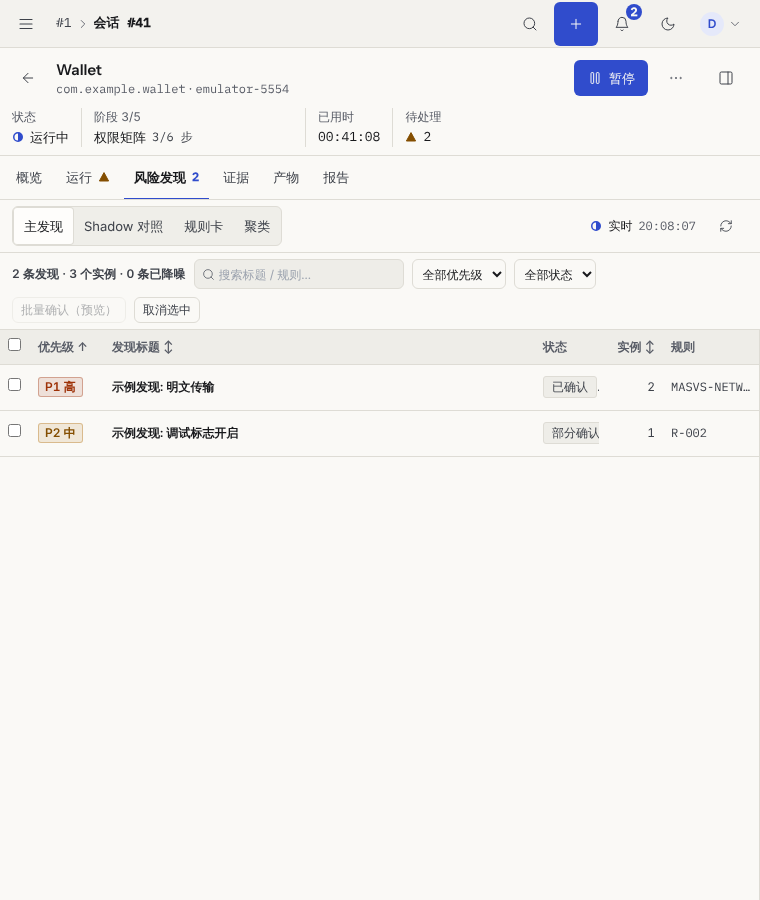 #1 会话 #41
2
D
Wallet
com.example.wallet · emulator-5554
暂停
状态 阶段 3/5 已用时 待处理
运行中 权限矩阵 3/6 步 00:41:08 2
概览 运行 风险发现 2 证据 产物 报告
主发现 Shadow 对照 规则卡 聚类 实时 20:08:07
2 条发现 · 3 个实例 · 0 条已降噪 搜索标题 / 规则... 全部优先级 全部状态
批量确认（预览） 取消选中
优先级 ↑ 发现标题 ↕ 状态 实例 ↕ 规则
P1 高 示例发现: 明文传输 已确认 2 MASVS-NETW…
P2 中 示例发现: 调试标志开启 部分确认 1 R-002